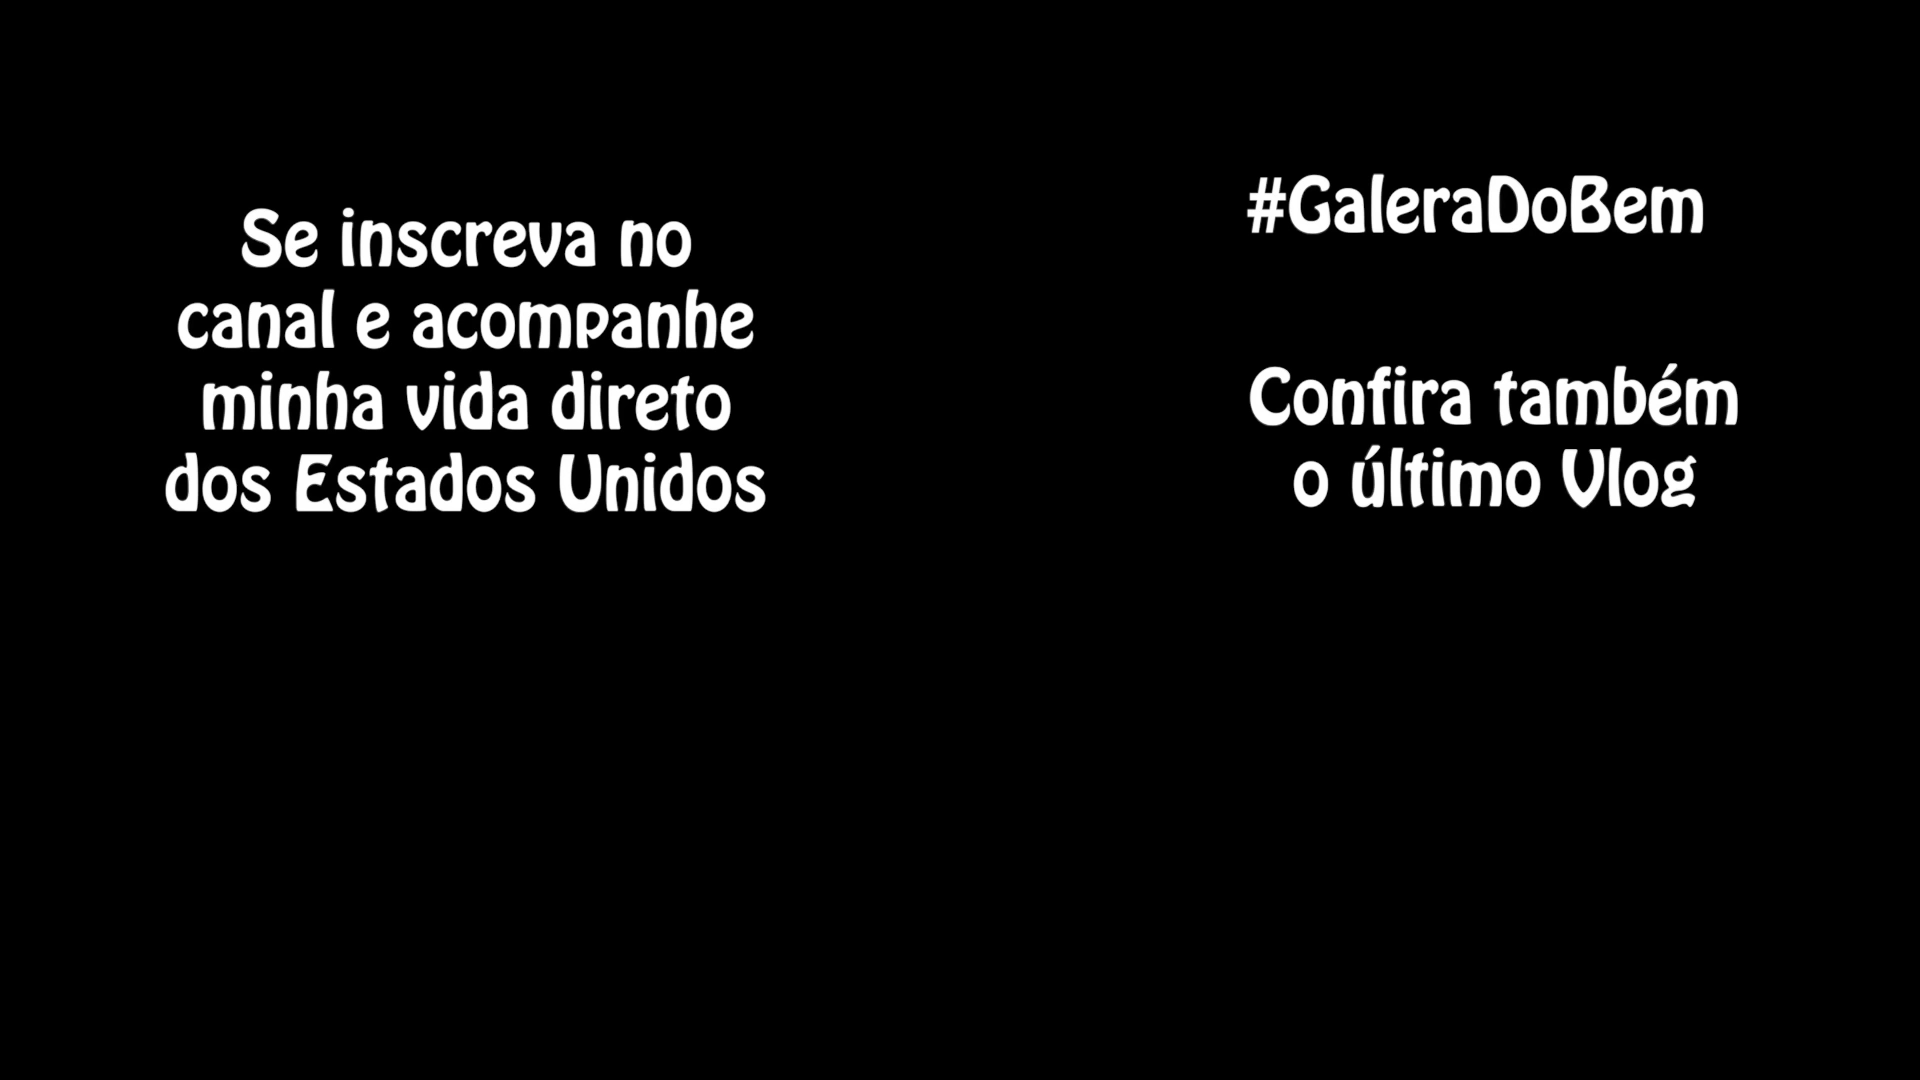 Se inscreva no
canal e acompanhe
minha vida direto
dos Estados Unidos
#GaleraDoBem
Confira também
o último Vlog